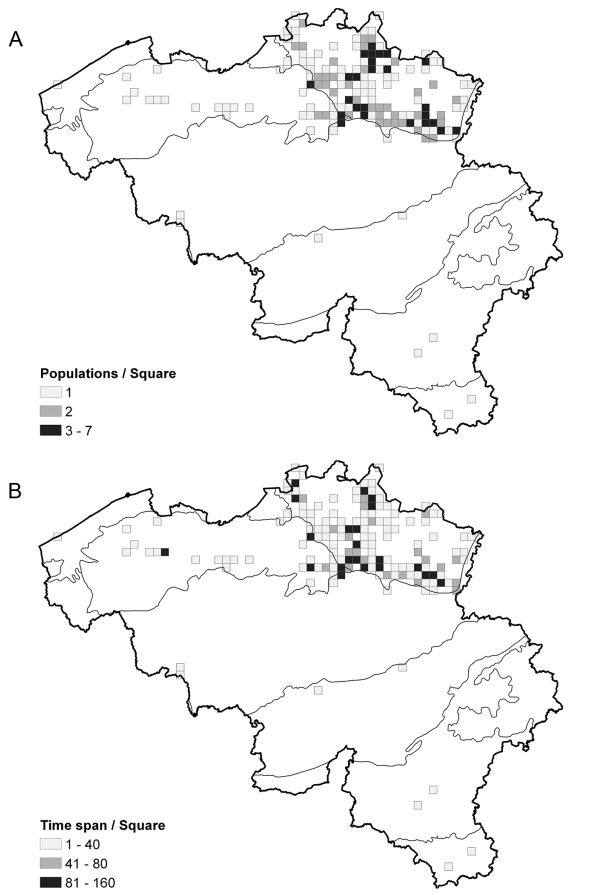 A
Populations / Square
1
2
3 - 7
B
Time span / Square
1 - 40
41 - 80
81 - 160